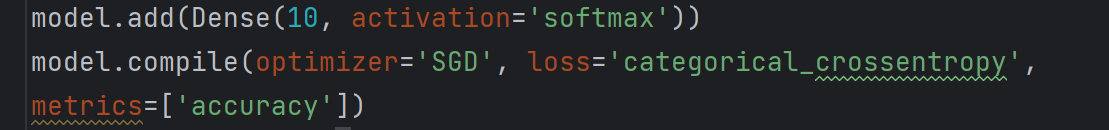 model.add(Dense(10, activation='softmax'))
model.compile(optimizer='SGD', loss='categorical_crossentropy',
metrics=['accuracy'])